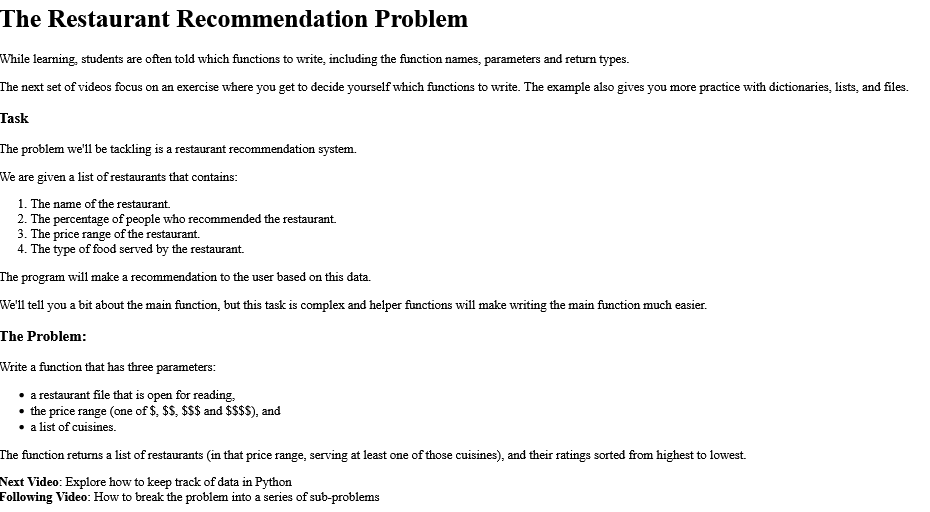 The Restaurant Recommendation Problem
While learning, students are often told which functions to write, including the function names, parameters and return types.
The next set of videos focus on an exercise where you get to decide yourself which functions to write. The example also gives you more practice with dictionaries, lists, and files.
Task
The problem we'll be tackling is a restaurant recommendation system.
We are given a list of restaurants that contains:
1. The name of the restaurant.
2. The percentage of people who recommended the restaurant.
3. The price range of the restaurant.
4. The type of food served by the restaurant.
The program will make a recommendation to the user based on this data.
We'll tell you a bit about the main function, but this task is complex and helper functions will make writing the main function much easier.
The Problem:
Write a function that has three parameters:
• a restaurant file that is open for reading,
• the price range (one of $, $$, $$$ and $$$$), and
• a list of cuisines.
The function returns a list of restaurants (in that price range, serving at least one of those cuisines), and their ratings sorted from highest to lowest.
Next Video: Explore how to keep track of data in Python
Following Video: How to break the problem into a series of sub-problems